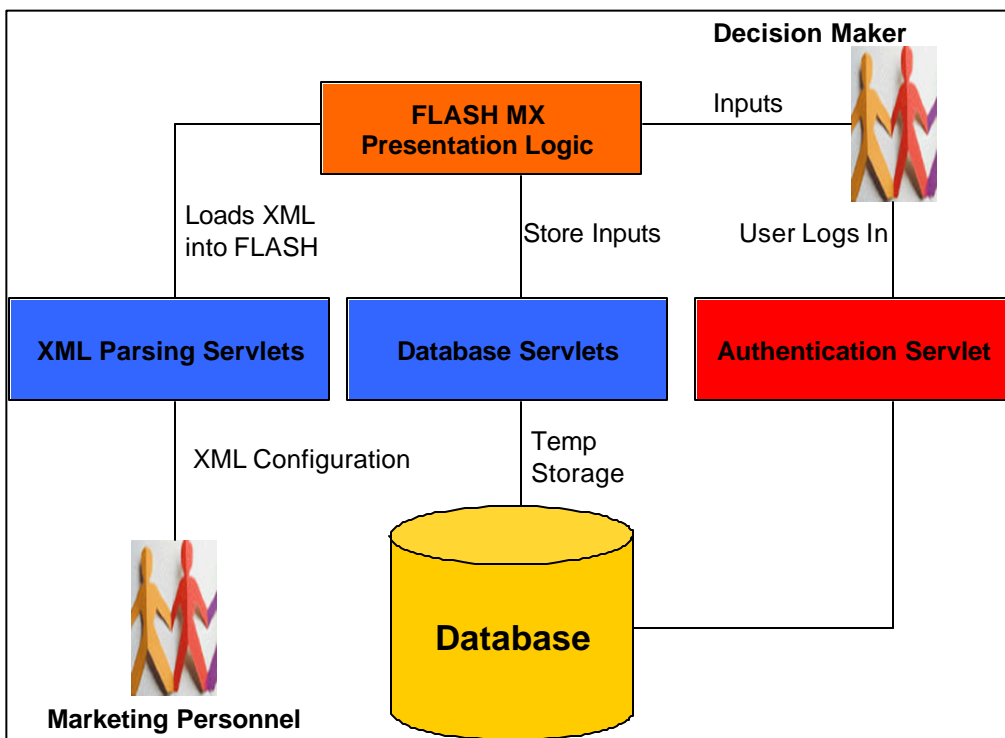 Decision Maker
FLASH MX
Presentation Logic
Inputs
Loads XML
into FLASH
Store Inputs
User Logs In
XML Parsing Servlets
Database Servlets
Authentication Servlet
XML Configuration
Temp
Storage
Database
Marketing Personnel